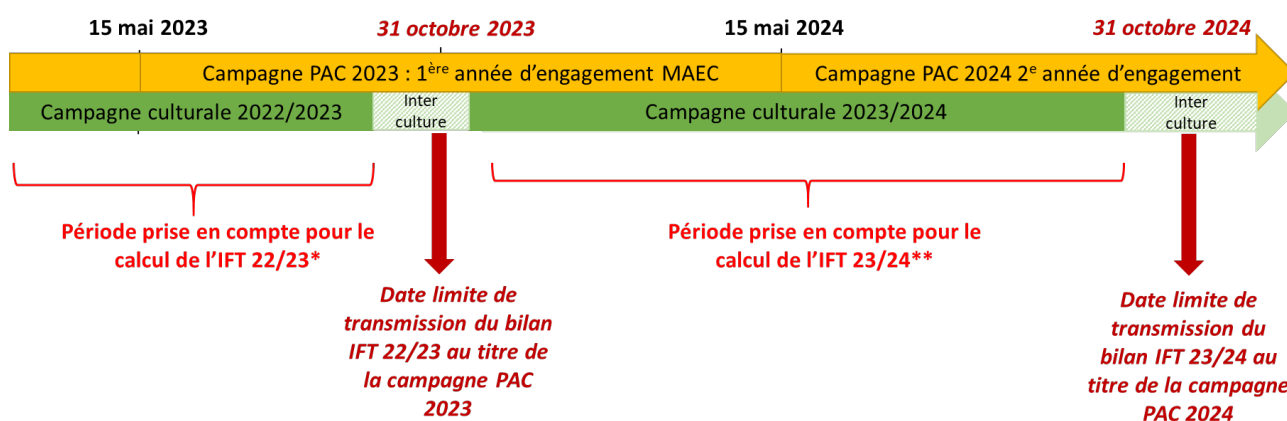 15 mai 2023
31 octobre 2023
15 mai 2024
31 octobre 2024
Campagne PAC 2023 : 1ère année d’engagement MAEC
Campagne PAC 2024 2e année d’engagement
Campagne culturale 2022/2023
Inter
culture
Campagne culturale 2023/2024
Inter
culture
Période prise en compte pour le
calcul de l’IFT 22/23*
Période prise en compte pour le
calcul de l’IFT 23/24**
Date limite de
transmission du bilan
IFT 22/23 au titre de
la campagne PAC
2023
Date limite de
transmission du
bilan IFT 23/24 au
titre de la campagne
PAC 2024